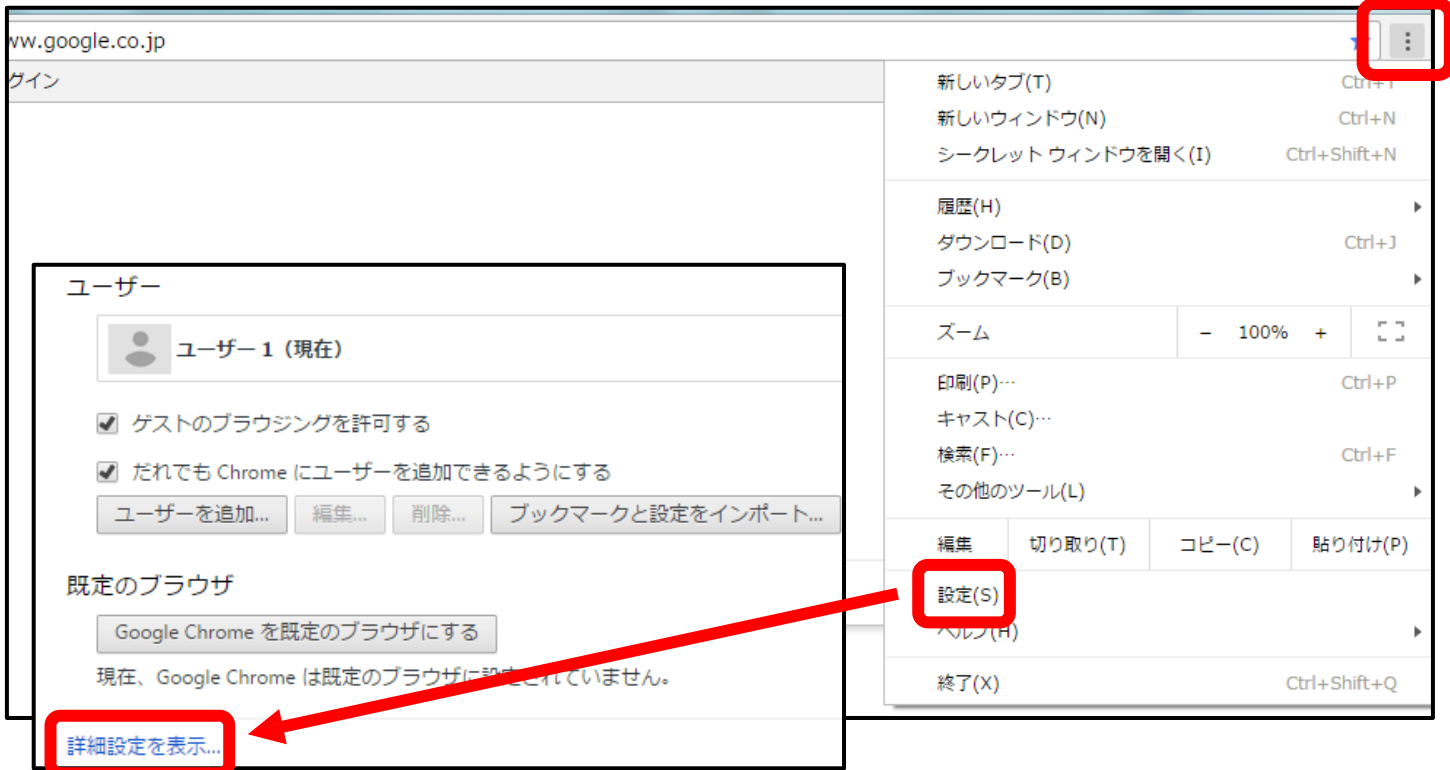 ww.google.co.jp
グイン
新しいタブ(T) Ctrl+T
新しいウィンドウ(N) Ctrl+N
シークレット ウィンドウを開く(I) Ctrl+Shift+N
履歴(H)
ダウンロード(D) Ctrl+J
ブックマーク(B)
ズーム − 100% +
印刷(P)… Ctrl+P
キャスト(C)…
検索(F)… Ctrl+F
その他のツール(L)
編集 切り取り(T) コピー(C) 貼り付け(P)
設定(S)
ヘルプ(H)
終了(X) Ctrl+Shift+Q
ユーザー
ユーザー 1（現在）
ゲストのブラウジングを許可する
だれでも Chrome にユーザーを追加できるようにする
ユーザーを追加... 編集... 削除... ブックマークと設定をインポート...
既定のブラウザ
Google Chrome を既定のブラウザにする
現在、Google Chrome は既定のブラウザに設定されていません。
詳細設定を表示...